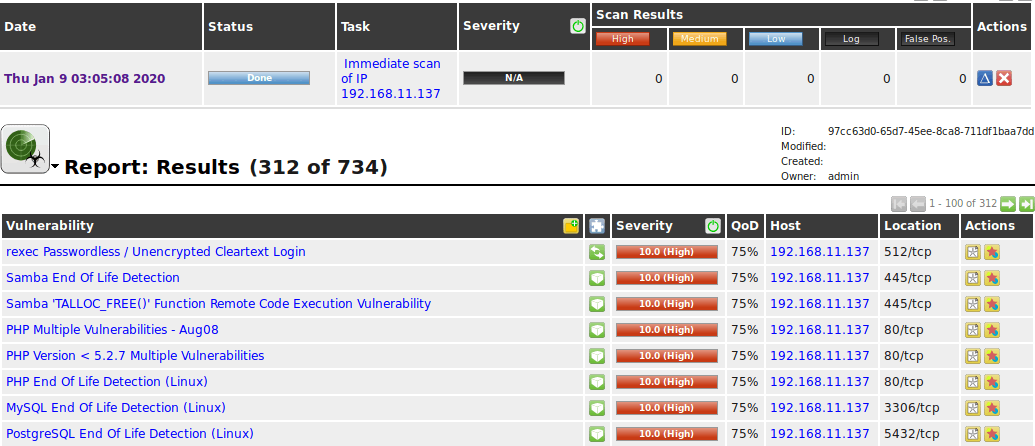 Date Status Task Severity Scan Results Actions
High Medium Low Log False Pos.
Thu Jan 9 03:05:08 2020 Done Immediate scan of IP 192.168.11.137 N/A 0 0 0 0 0
ID: 97cc63d0-65d7-45ee-8ca8-711df1baa7dd
Modified:
Created:
Owner: admin
Report: Results (312 of 734)
1 - 100 of 312
Vulnerability Severity QoD Host Location Actions
rexec Passwordless / Unencrypted Cleartext Login 10.0 (High) 75% 192.168.11.137 512/tcp
Samba End Of Life Detection 10.0 (High) 75% 192.168.11.137 445/tcp
Samba 'TALLOC_FREE()' Function Remote Code Execution Vulnerability 10.0 (High) 75% 192.168.11.137 445/tcp
PHP Multiple Vulnerabilities - Aug08 10.0 (High) 75% 192.168.11.137 80/tcp
PHP Version < 5.2.7 Multiple Vulnerabilities 10.0 (High) 75% 192.168.11.137 80/tcp
PHP End Of Life Detection (Linux) 10.0 (High) 75% 192.168.11.137 80/tcp
MySQL End Of Life Detection (Linux) 10.0 (High) 75% 192.168.11.137 3306/tcp
PostgreSQL End Of Life Detection (Linux) 10.0 (High) 75% 192.168.11.137 5432/tcp